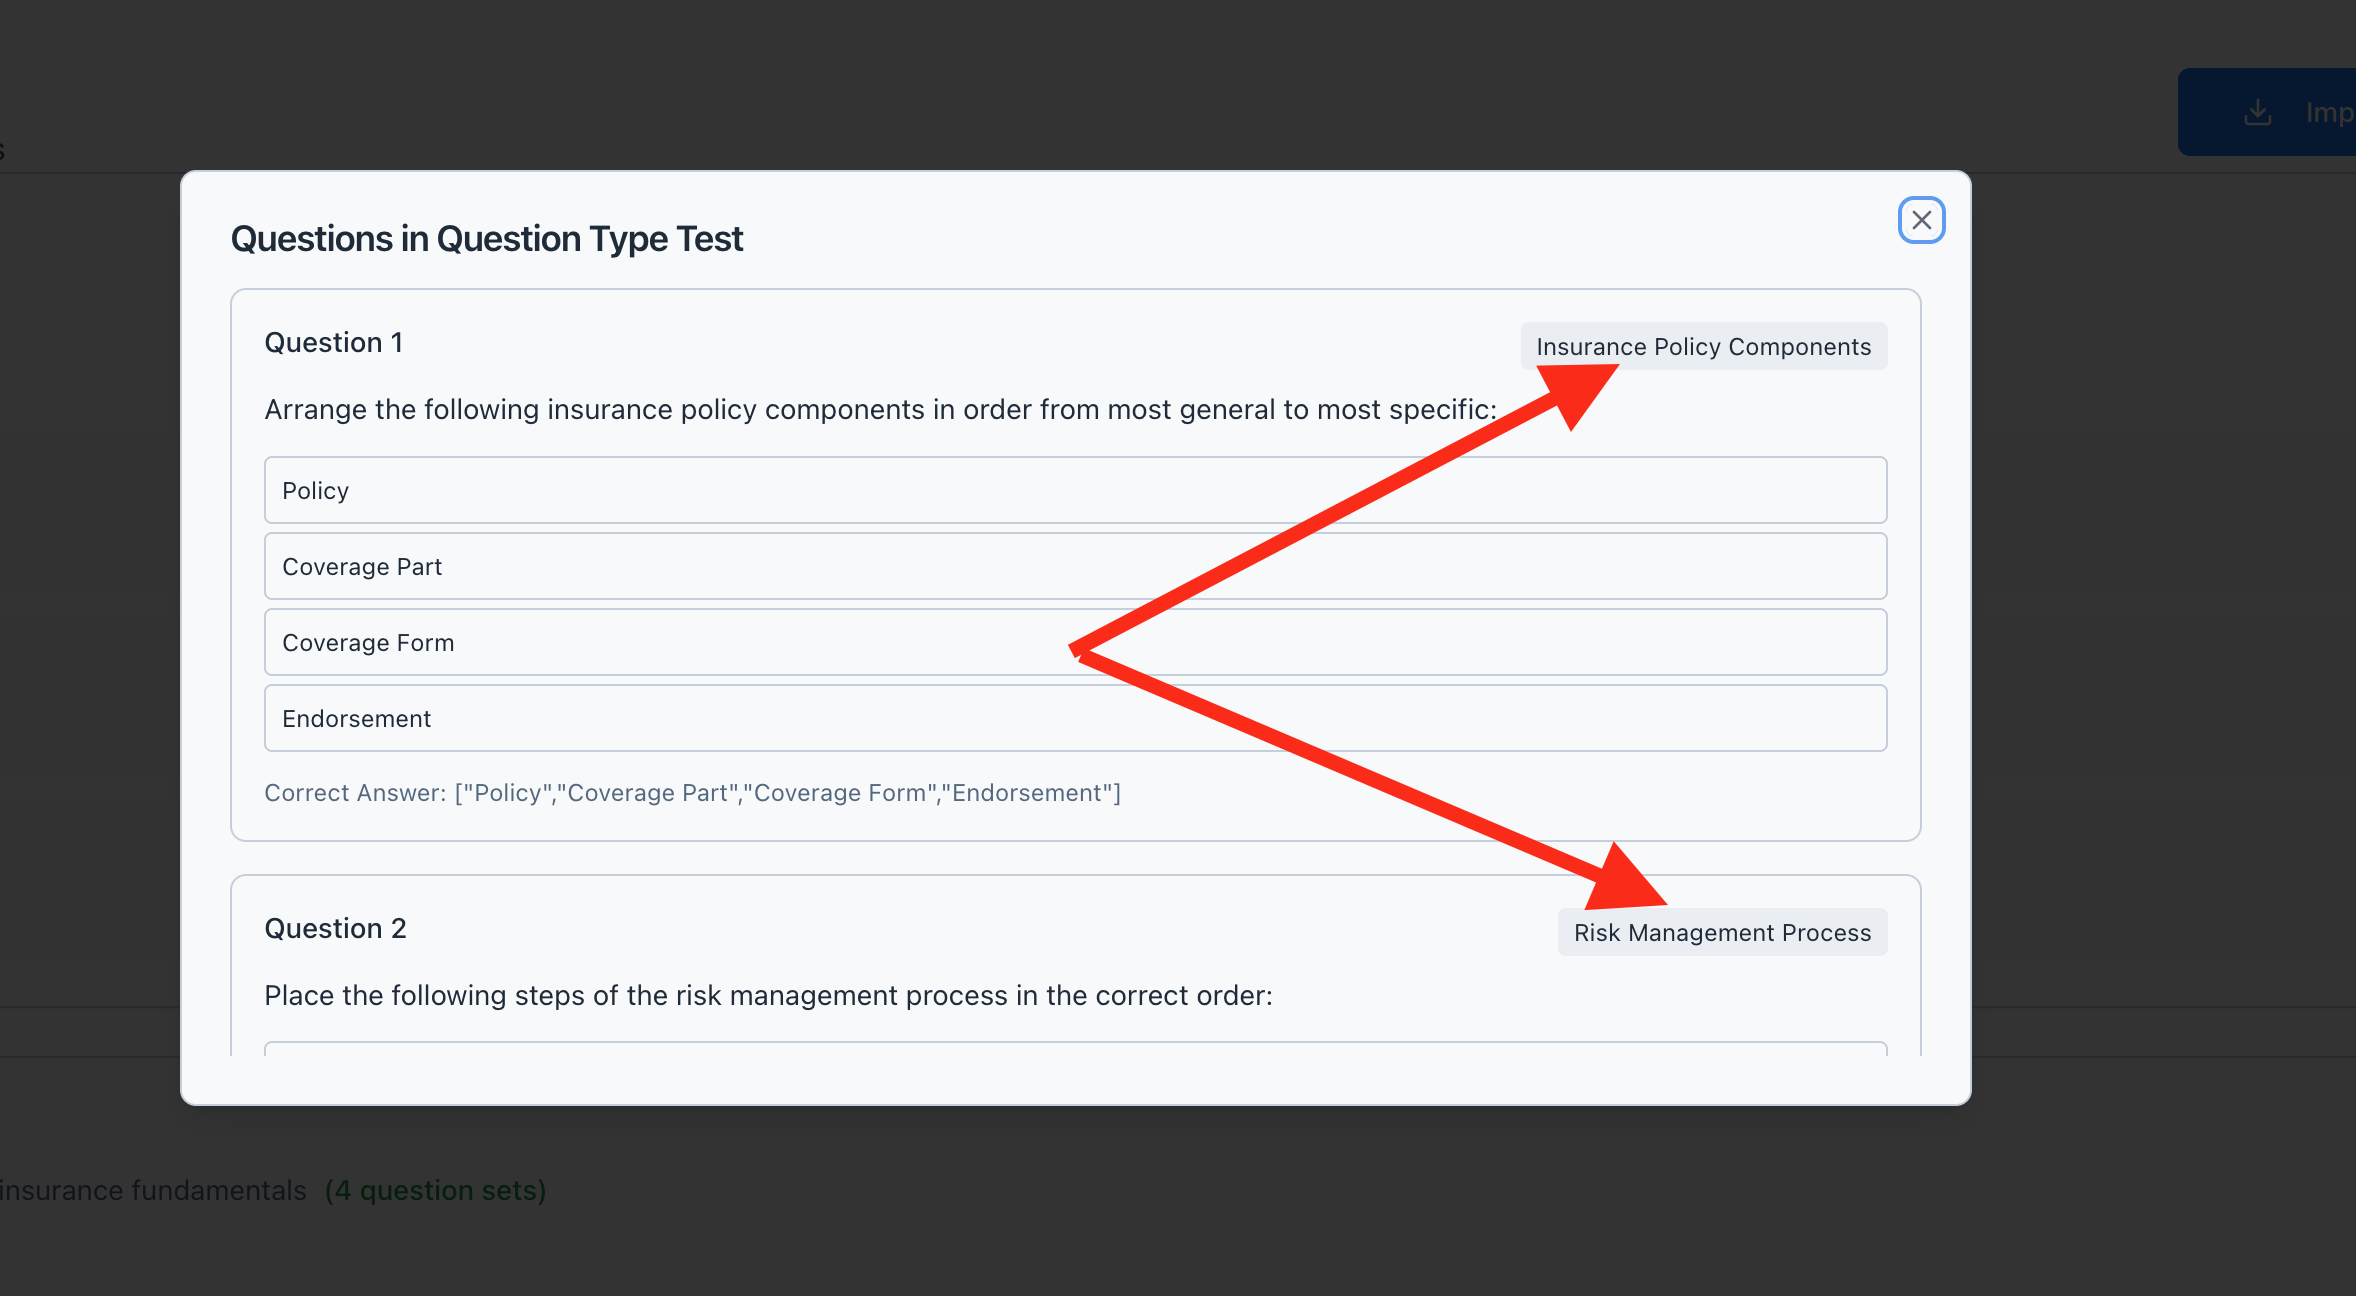 Imp
s
Questions in Question Type Test
Question 1
Insurance Policy Components
Arrange the following insurance policy components in order from most general to most specific:
Policy
Coverage Part
Coverage Form
Endorsement
Correct Answer: ["Policy","Coverage Part","Coverage Form","Endorsement"]
Question 2
Risk Management Process
Place the following steps of the risk management process in the correct order:
insurance fundamentals (4 question sets)